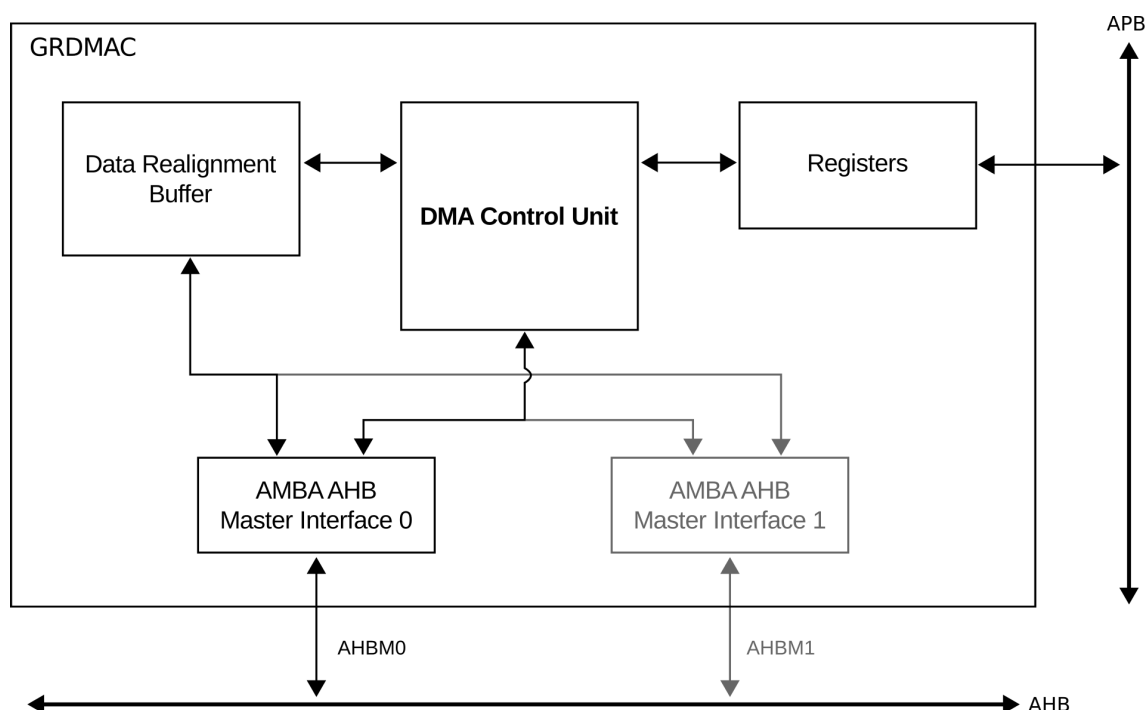 APB
GRDMAC
Data Realignment
Buffer
DMA Control Unit
Registers
AMBA AHB
Master Interface 0
AMBA AHB
Master Interface 1
AHBM0
AHBM1
AHB